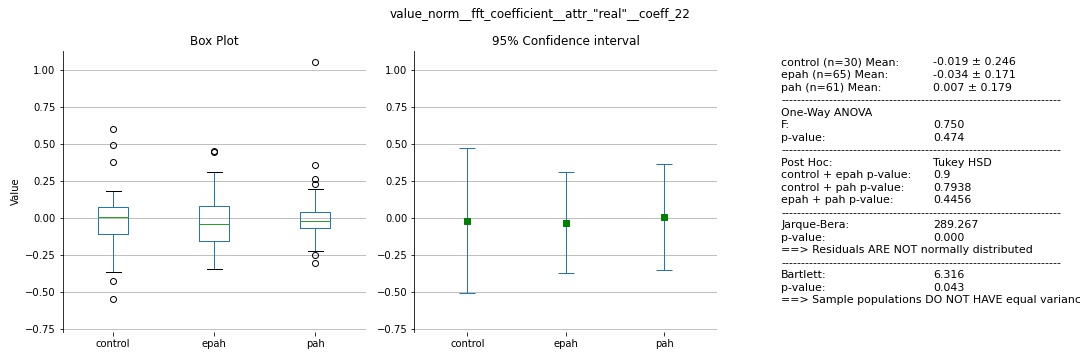 value_norm__fft_coefficient__attr_"real"__coeff_22
Box Plot
Value
1.00
0.75
0.50
0.25
0.00
−0.25
−0.50
−0.75
control epah pah
95% Confidence interval
1.00
0.75
0.50
0.25
0.00
−0.25
−0.50
−0.75
control epah pah
control (n=30) Mean: -0.019 ± 0.246
epah (n=65) Mean: -0.034 ± 0.171
pah (n=61) Mean: 0.007 ± 0.179
One-Way ANOVA
F: 0.750
p-value: 0.474
Post Hoc: Tukey HSD
control + epah p-value: 0.9
control + pah p-value: 0.7938
epah + pah p-value: 0.4456
Jarque-Bera: 289.267
p-value: 0.000
==> Residuals ARE NOT normally distributed
Bartlett: 6.316
p-value: 0.043
==> Sample populations DO NOT HAVE equal varianc